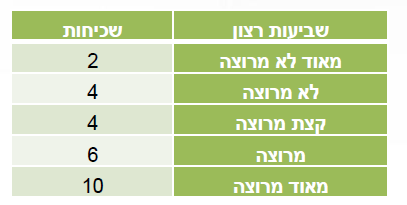 שביעות רצון שכיחות
מאוד לא מרוצה 2
לא מרוצה 4
קצת מרוצה 4
מרוצה 6
מאוד מרוצה 10